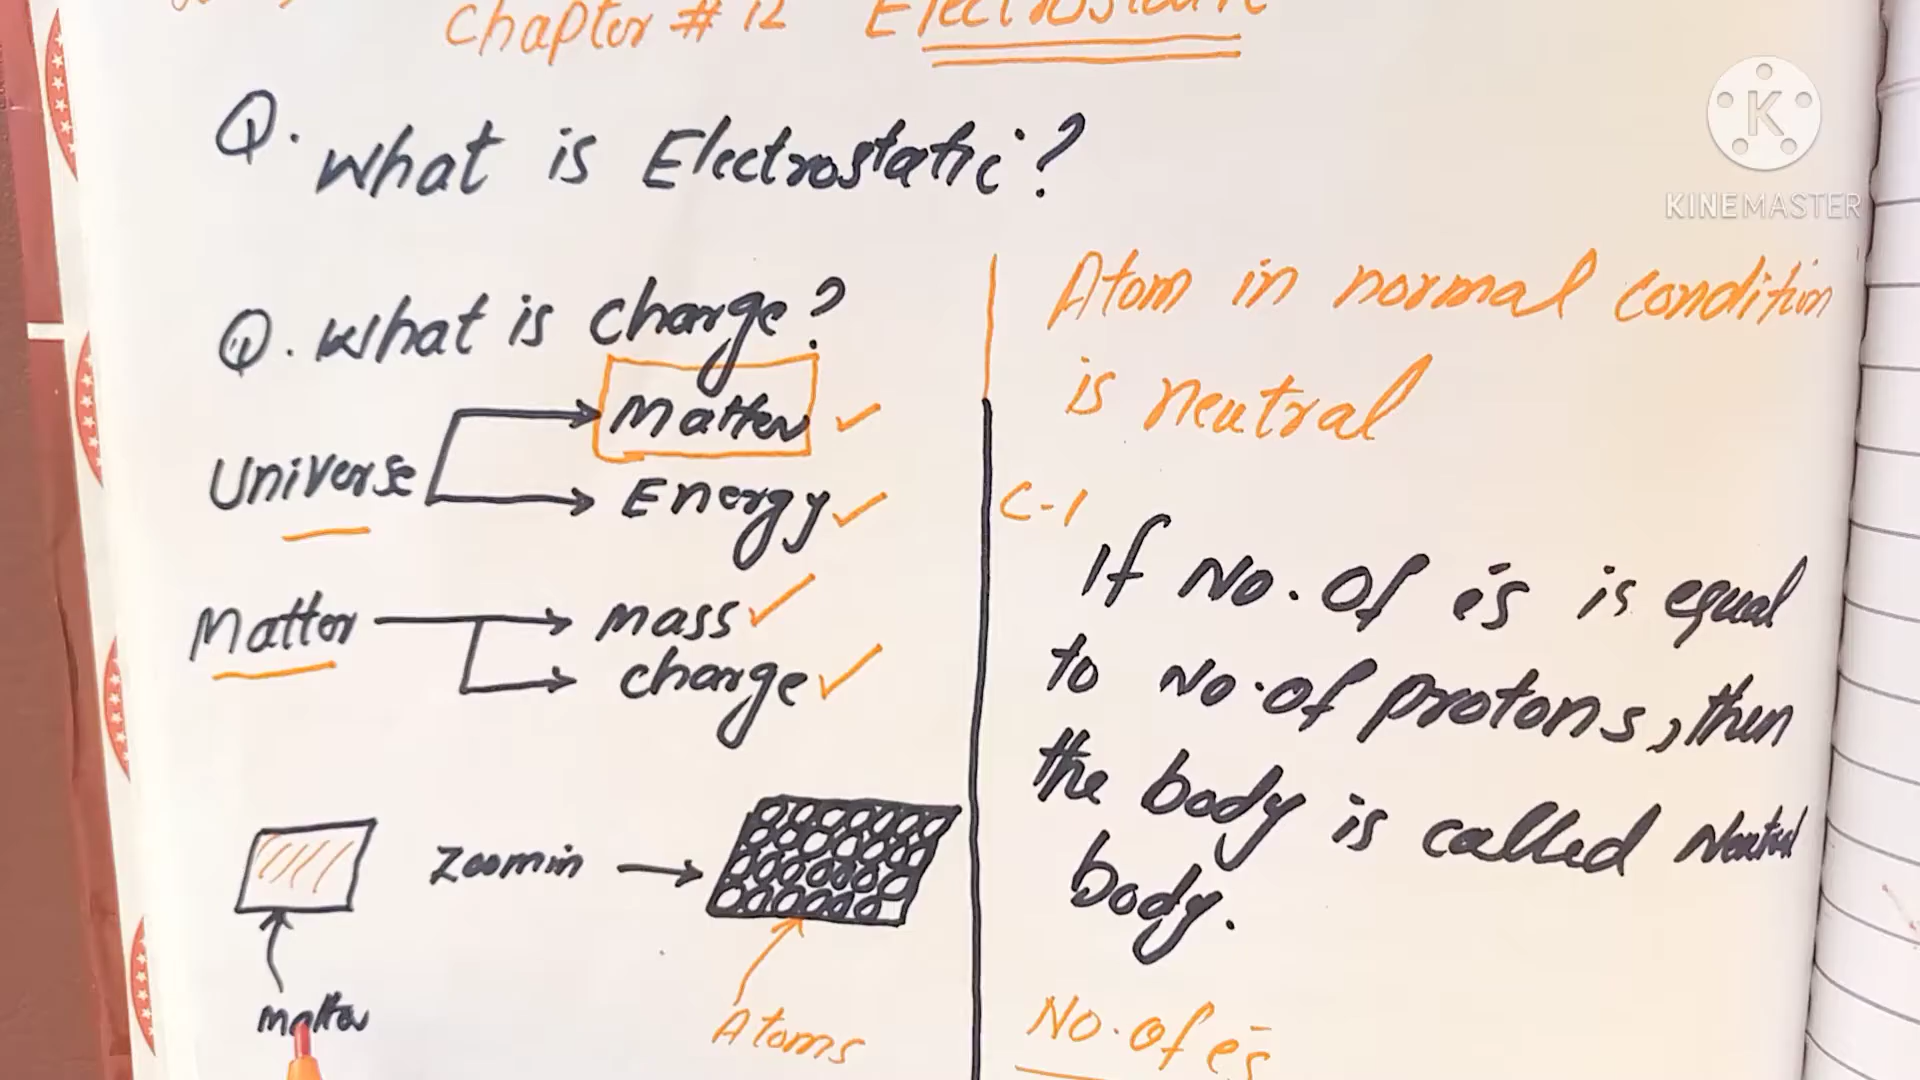 Chapter # 12 Electrostatic
Q. What is Electrostatic?
Q. What is charge?
Universe
Matter
Energy
Matter
mass
charge
Zoomin
matter
Atoms
Atom in normal condition
is neutral
C-1
If No. of e̅s is equal
to No. of protons, then
the body is called Neutral
body.
No. of e̅s
KINEMASTER